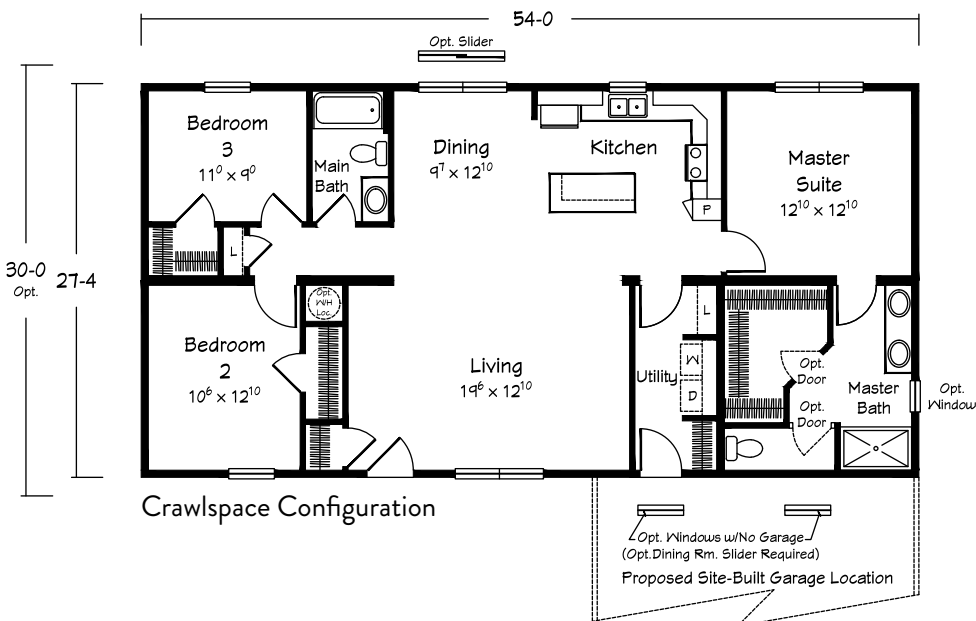 54-0
Opt. Slider
Bedroom
3
11⁰ x 9⁰
Main
Bath
Dining
9⁷ x 12¹⁰
Kitchen
P
Master
Suite
12¹⁰ x 12¹⁰
L
30-0
Opt.
27-4
Opt.
W/H
Loc.
L
Bedroom
2
10⁶ x 12¹⁰
Living
19⁶ x 12¹⁰
Utility
W
D
Opt.
Door
Opt.
Door
Master
Bath
Opt.
Window
Crawlspace Configuration
Opt. Windows w/No Garage
(Opt.Dining Rm. Slider Required)
Proposed Site-Built Garage Location